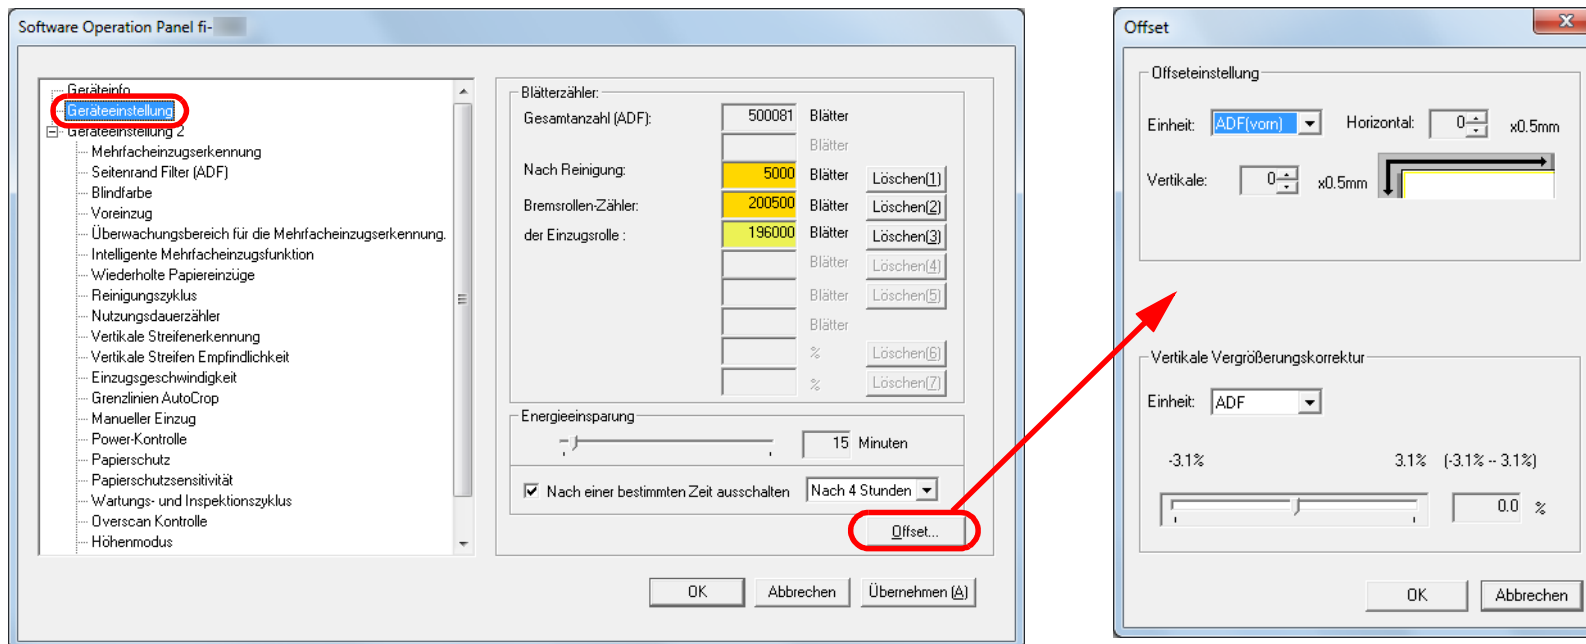 Software Operation Panel fi-
Geräteinfo
Geräteeinstellung
Geräteeinstellung 2
Mehrfacheinzugserkennung
Seitenrand Filter (ADF)
Blindfarbe
Voreinzug
Überwachungsbereich für die Mehrfacheinzugserkennung.
Intelligente Mehrfacheinzugsfunktion
Wiederholte Papiereinzüge
Reinigungszyklus
Nutzungsdauerzähler
Vertikale Streifenerkennung
Vertikale Streifen Empfindlichkeit
Einzugsgeschwindigkeit
Grenzlinien AutoCrop
Manueller Einzug
Power-Kontrolle
Papierschutz
Papierschutzsensitivität
Wartungs- und Inspektionszyklus
Overscan Kontrolle
Höhenmodus
Blätterzähler:
Gesamtanzahl (ADF): 500081 Blätter
Blätter
Nach Reinigung: 5000 Blätter Löschen(1)
Bremsrollen-Zähler: 200500 Blätter Löschen(2)
der Einzugsrolle : 196000 Blätter Löschen(3)
Blätter Löschen(4)
Blätter Löschen(5)
Blätter
% Löschen(6)
% Löschen(7)
Energieeinsparung
15 Minuten
Nach einer bestimmten Zeit ausschalten Nach 4 Stunden
Offset...
OK Abbrechen Übernehmen (A)
Offset
Offseteinstellung
Einheit: ADF(vorn) Horizontal: 0 x0.5mm
Vertikale: 0 x0.5mm
Vertikale Vergrößerungskorrektur
Einheit: ADF
-3.1% 3.1% (-3.1% -- 3.1%)
0.0 %
OK Abbrechen